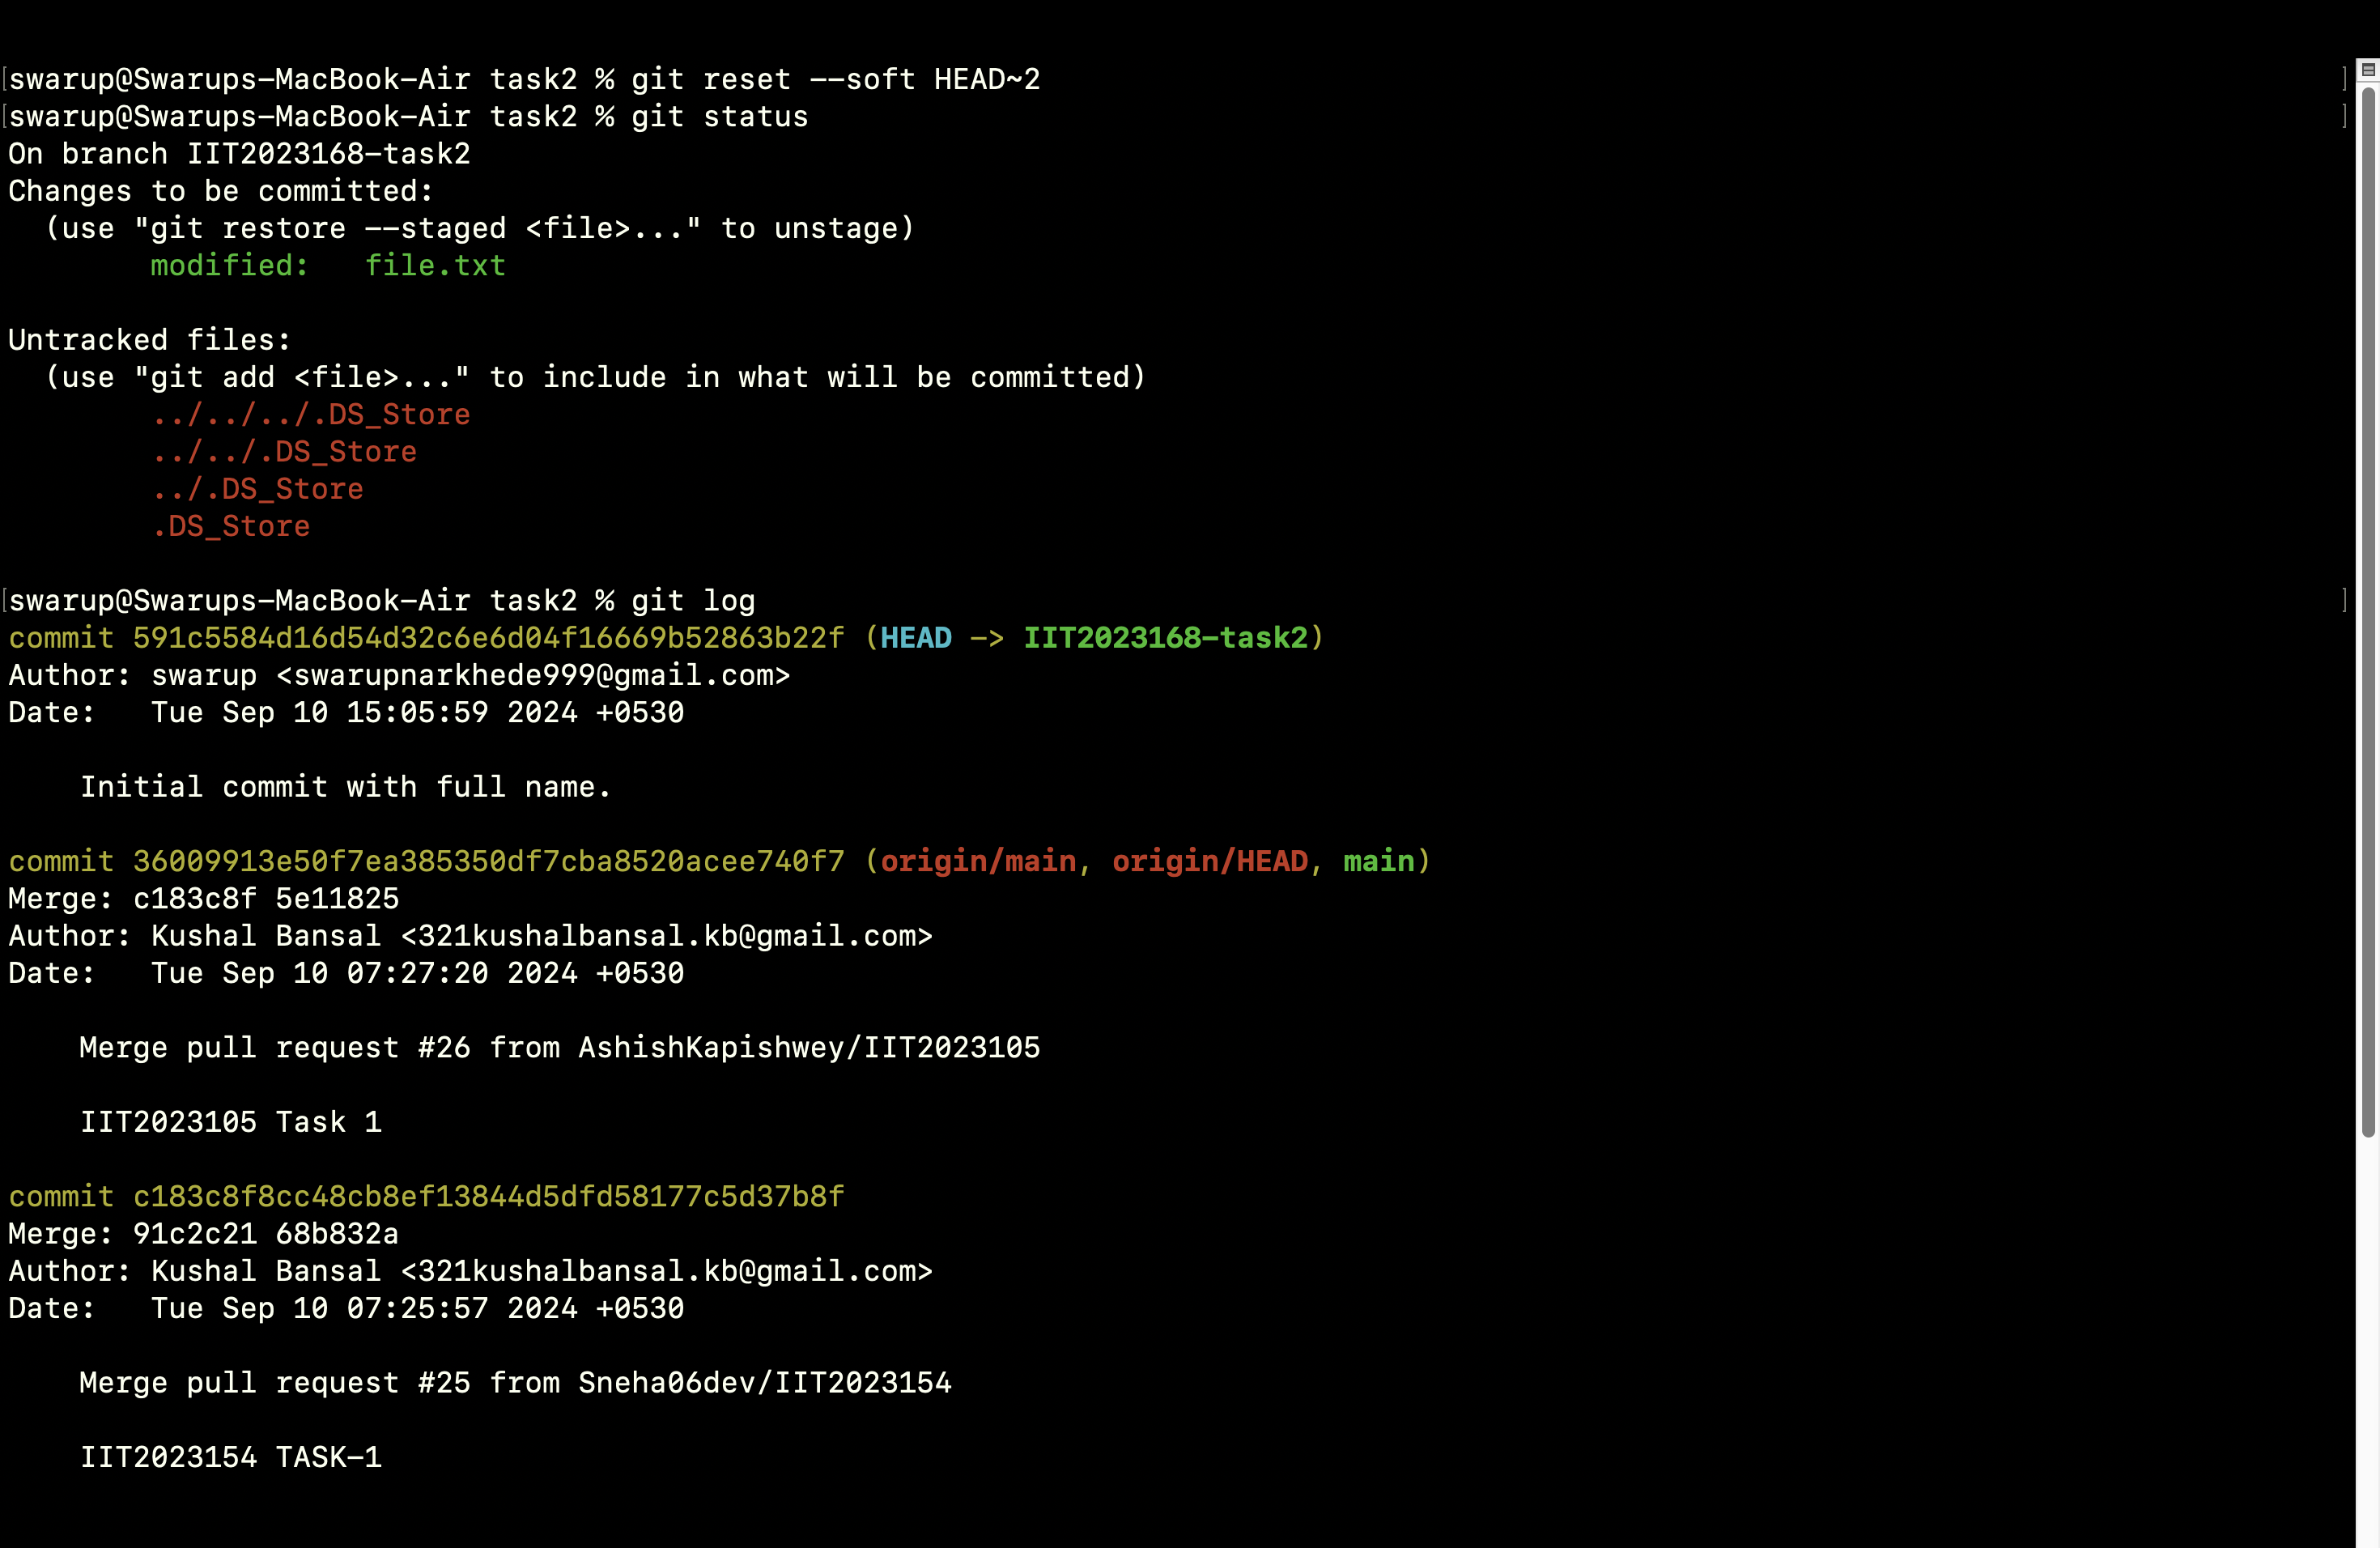 [swarup@Swarups-MacBook-Air task2 % git reset --soft HEAD~2 ]
[swarup@Swarups-MacBook-Air task2 % git status ]
On branch IIT2023168-task2
Changes to be committed:
  (use "git restore --staged <file>..." to unstage)
        modified:   file.txt

Untracked files:
  (use "git add <file>..." to include in what will be committed)
        ../../../.DS_Store
        ../../.DS_Store
        ../.DS_Store
        .DS_Store

[swarup@Swarups-MacBook-Air task2 % git log ]
commit 591c5584d16d54d32c6e6d04f16669b52863b22f (HEAD -> IIT2023168-task2)
Author: swarup <swarupnarkhede999@gmail.com>
Date:   Tue Sep 10 15:05:59 2024 +0530

    Initial commit with full name.

commit 36009913e50f7ea385350df7cba8520acee740f7 (origin/main, origin/HEAD, main)
Merge: c183c8f 5e11825
Author: Kushal Bansal <321kushalbansal.kb@gmail.com>
Date:   Tue Sep 10 07:27:20 2024 +0530

    Merge pull request #26 from AshishKapishwey/IIT2023105

    IIT2023105 Task 1

commit c183c8f8cc48cb8ef13844d5dfd58177c5d37b8f
Merge: 91c2c21 68b832a
Author: Kushal Bansal <321kushalbansal.kb@gmail.com>
Date:   Tue Sep 10 07:25:57 2024 +0530

    Merge pull request #25 from Sneha06dev/IIT2023154

    IIT2023154 TASK-1